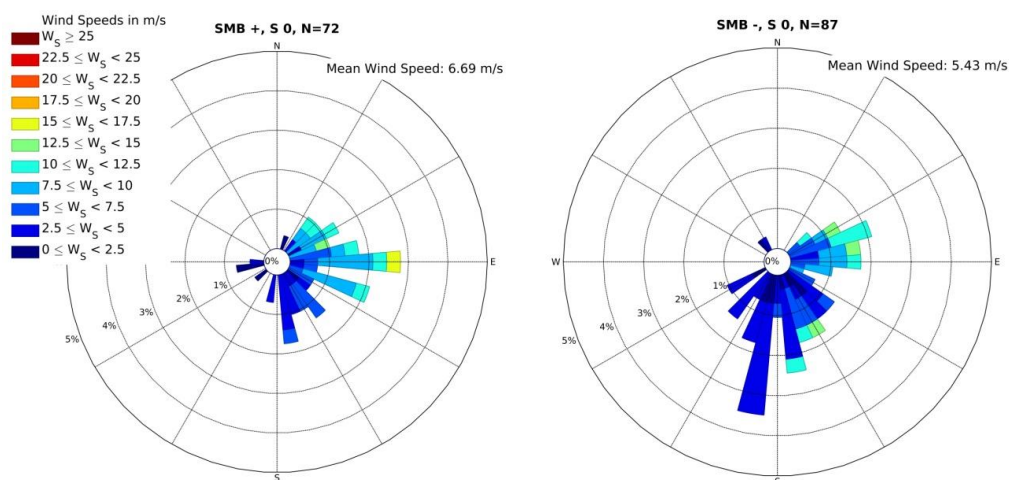 Wind Speeds in m/s
W_S ≥ 25
22.5 ≤ W_S < 25
20 ≤ W_S < 22.5
17.5 ≤ W_S < 20
15 ≤ W_S < 17.5
12.5 ≤ W_S < 15
10 ≤ W_S < 12.5
7.5 ≤ W_S < 10
5 ≤ W_S < 7.5
2.5 ≤ W_S < 5
0 ≤ W_S < 2.5
SMB +, S 0, N=72
N
Mean Wind Speed: 6.69 m/s
E
S
0%
1%
2%
3%
4%
5%
SMB -, S 0, N=87
N
Mean Wind Speed: 5.43 m/s
W
E
S
0%
1%
2%
3%
4%
5%